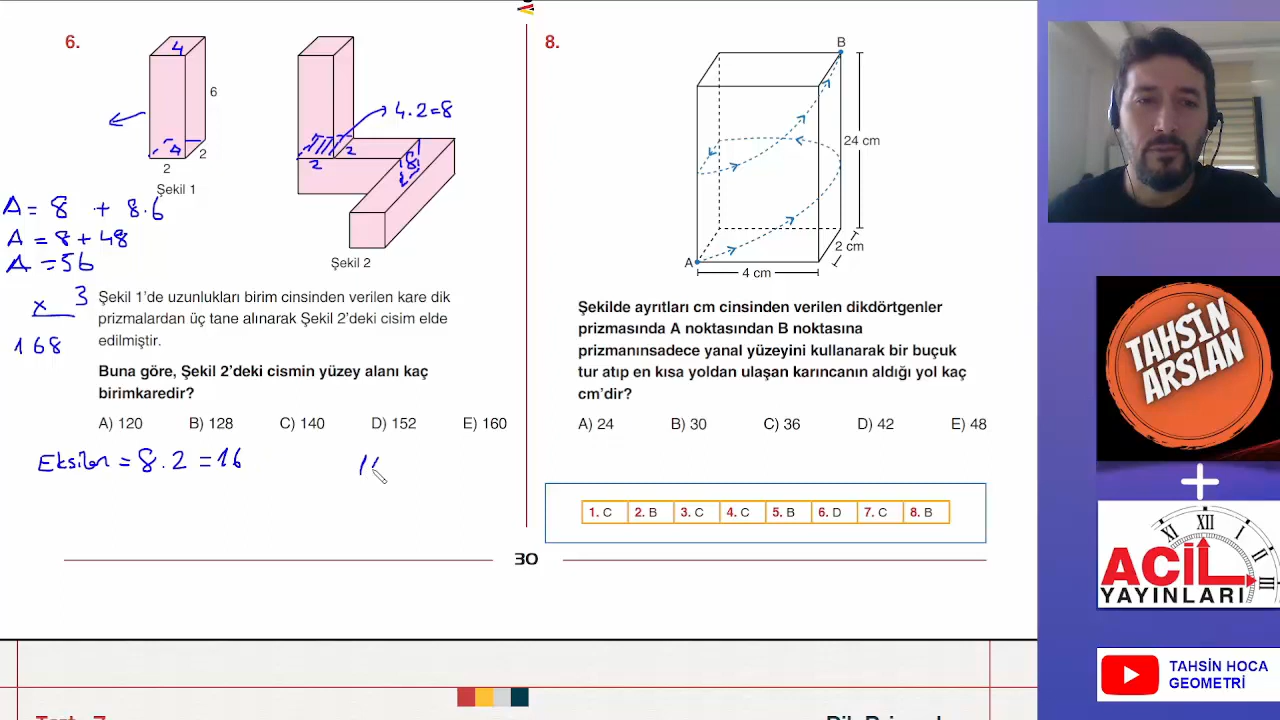 6.
4
6
4
2
2
Şekil 1
4.2=8
2
2
8
Şekil 2
A = 8 + 8.6
A = 8+48
A = 56
x 3
168
Şekil 1’de uzunlukları birim cinsinden verilen kare dik
prizmalardan üç tane alınarak Şekil 2’deki cisim elde
edilmiştir.
Buna göre, Şekil 2’deki cismin yüzey alanı kaç
birimkaredir?
A) 120 B) 128 C) 140 D) 152 E) 160
Eksilen = 8.2 = 16
8.
B
24 cm
2 cm
A
4 cm
Şekilde ayrıtları cm cinsinden verilen dikdörtgenler
prizmasında A noktasından B noktasına
prizmanınsadece yanal yüzeyini kullanarak bir buçuk
tur atıp en kısa yoldan ulaşan karıncanın aldığı yol kaç
cm’dir?
A) 24 B) 30 C) 36 D) 42 E) 48
1. C 2. B 3. C 4. C 5. B 6. D 7. C 8. B
30
TAHSİN
ARSLAN
+
XI XII I II III
ACİL
YAYINLARI
TAHSİN HOCA
GEOMETRİ